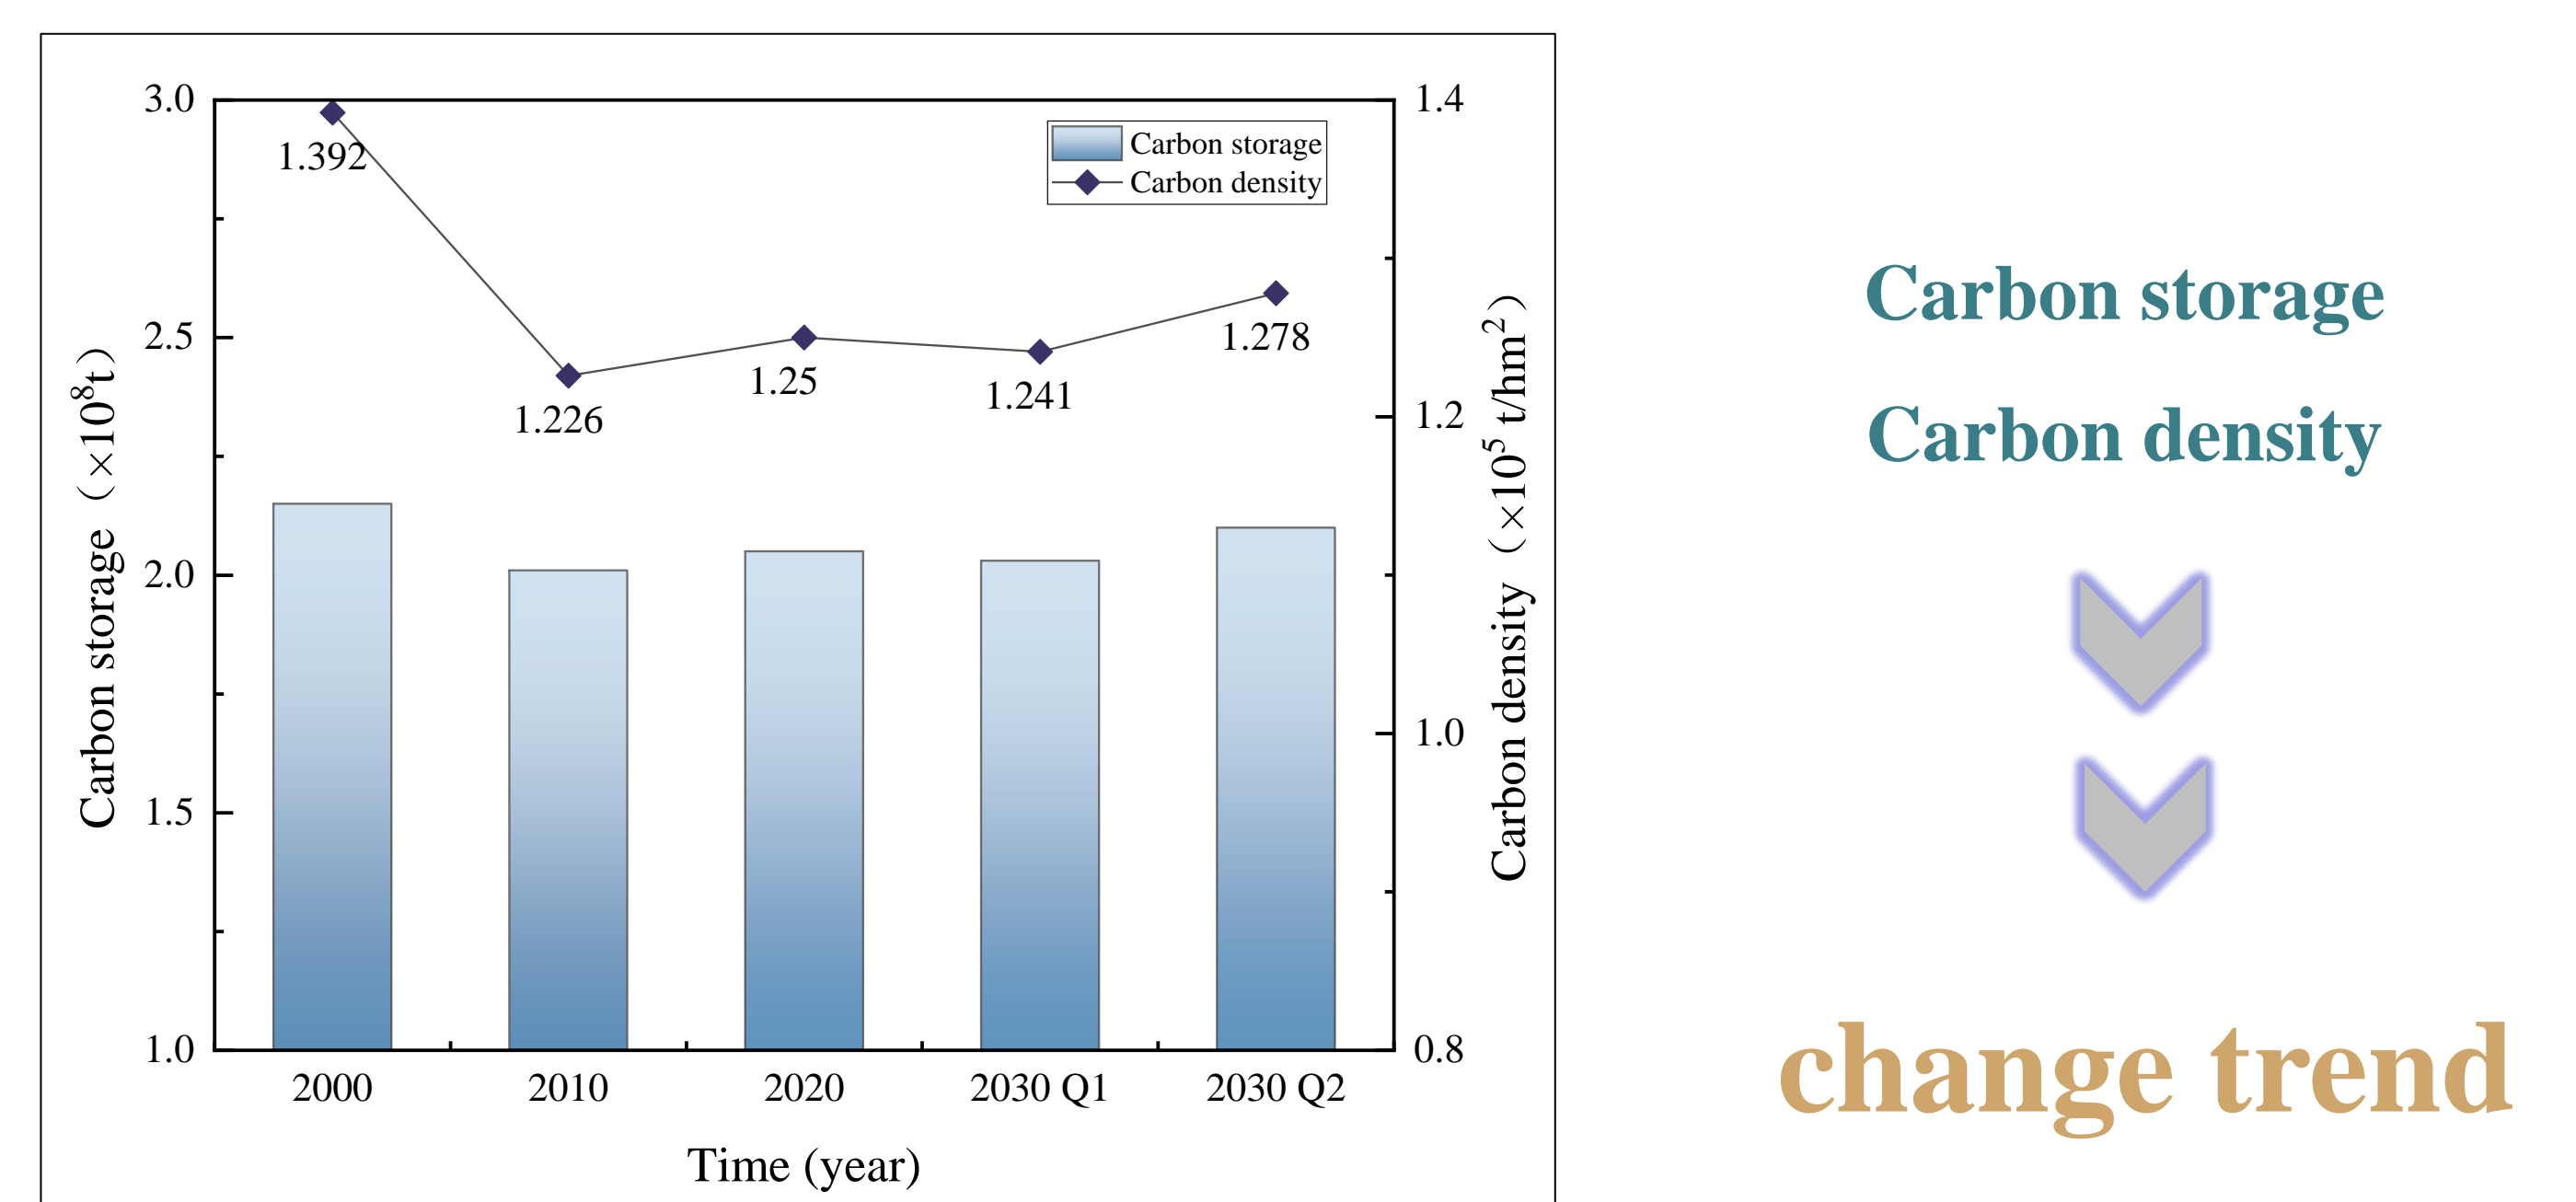 3.0
2.5
2.0
1.5
1.0
Carbon storage（×10⁸t）
1.4
1.2
1.0
0.8
Carbon density（×10⁵ t/hm²）
Carbon storage
Carbon density
1.392
1.226
1.25
1.241
1.278
2000 2010 2020 2030 Q1 2030 Q2
Time (year)
Carbon storage
Carbon density
change trend